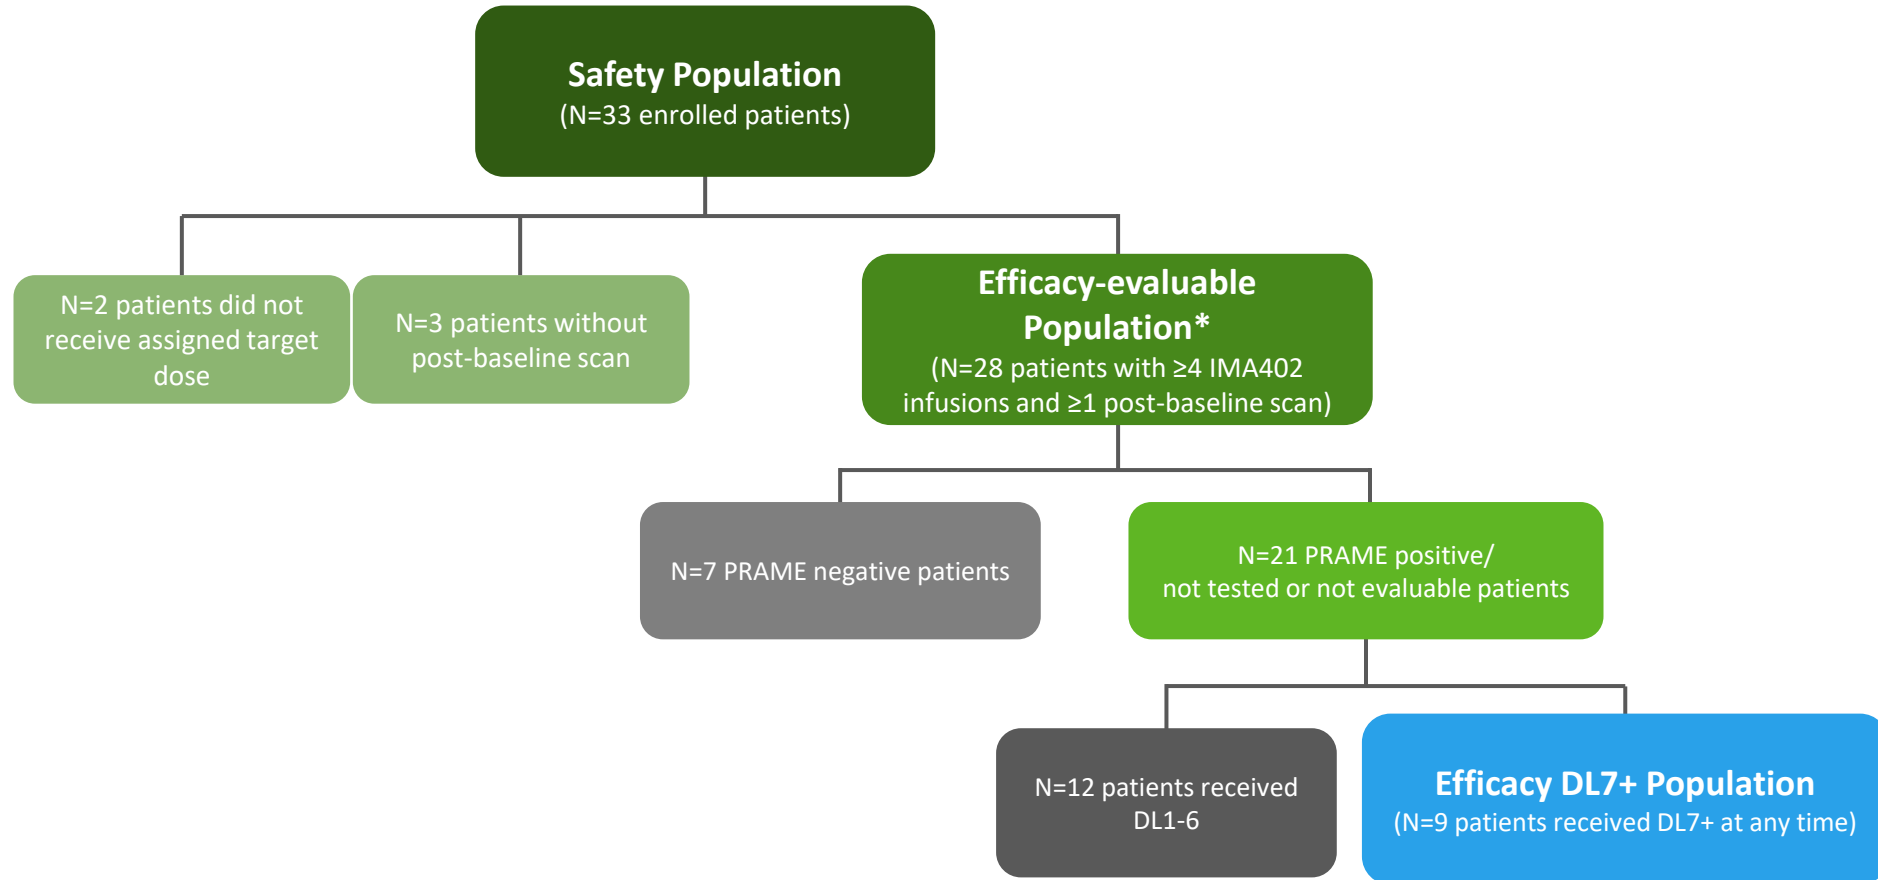 Safety Population
(N=33 enrolled patients)
N=2 patients did not
receive assigned target
dose
N=3 patients without
post-baseline scan
Efficacy-evaluable
Population*
(N=28 patients with ≥4 IMA402
infusions and ≥1 post-baseline scan)
N=7 PRAME negative patients
N=21 PRAME positive/
not tested or not evaluable patients
N=12 patients received
DL1-6
Efficacy DL7+ Population
(N=9 patients received DL7+ at any time)